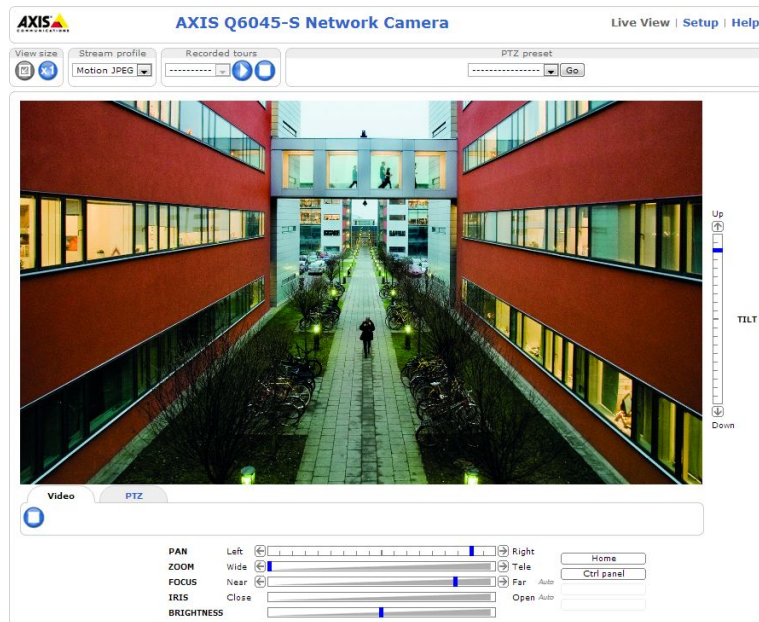 AXIS
COMMUNICATIONS
AXIS Q6045-S Network Camera
Live View | Setup | Help
View size
Stream profile
Recorded tours
PTZ preset
x1
Motion JPEG
----------
----------------
Go
Up
TILT
Down
Video
PTZ
PAN Left Right
Home
ZOOM Wide Tele
Ctrl panel
FOCUS Near Far Auto
IRIS Close Open Auto
BRIGHTNESS